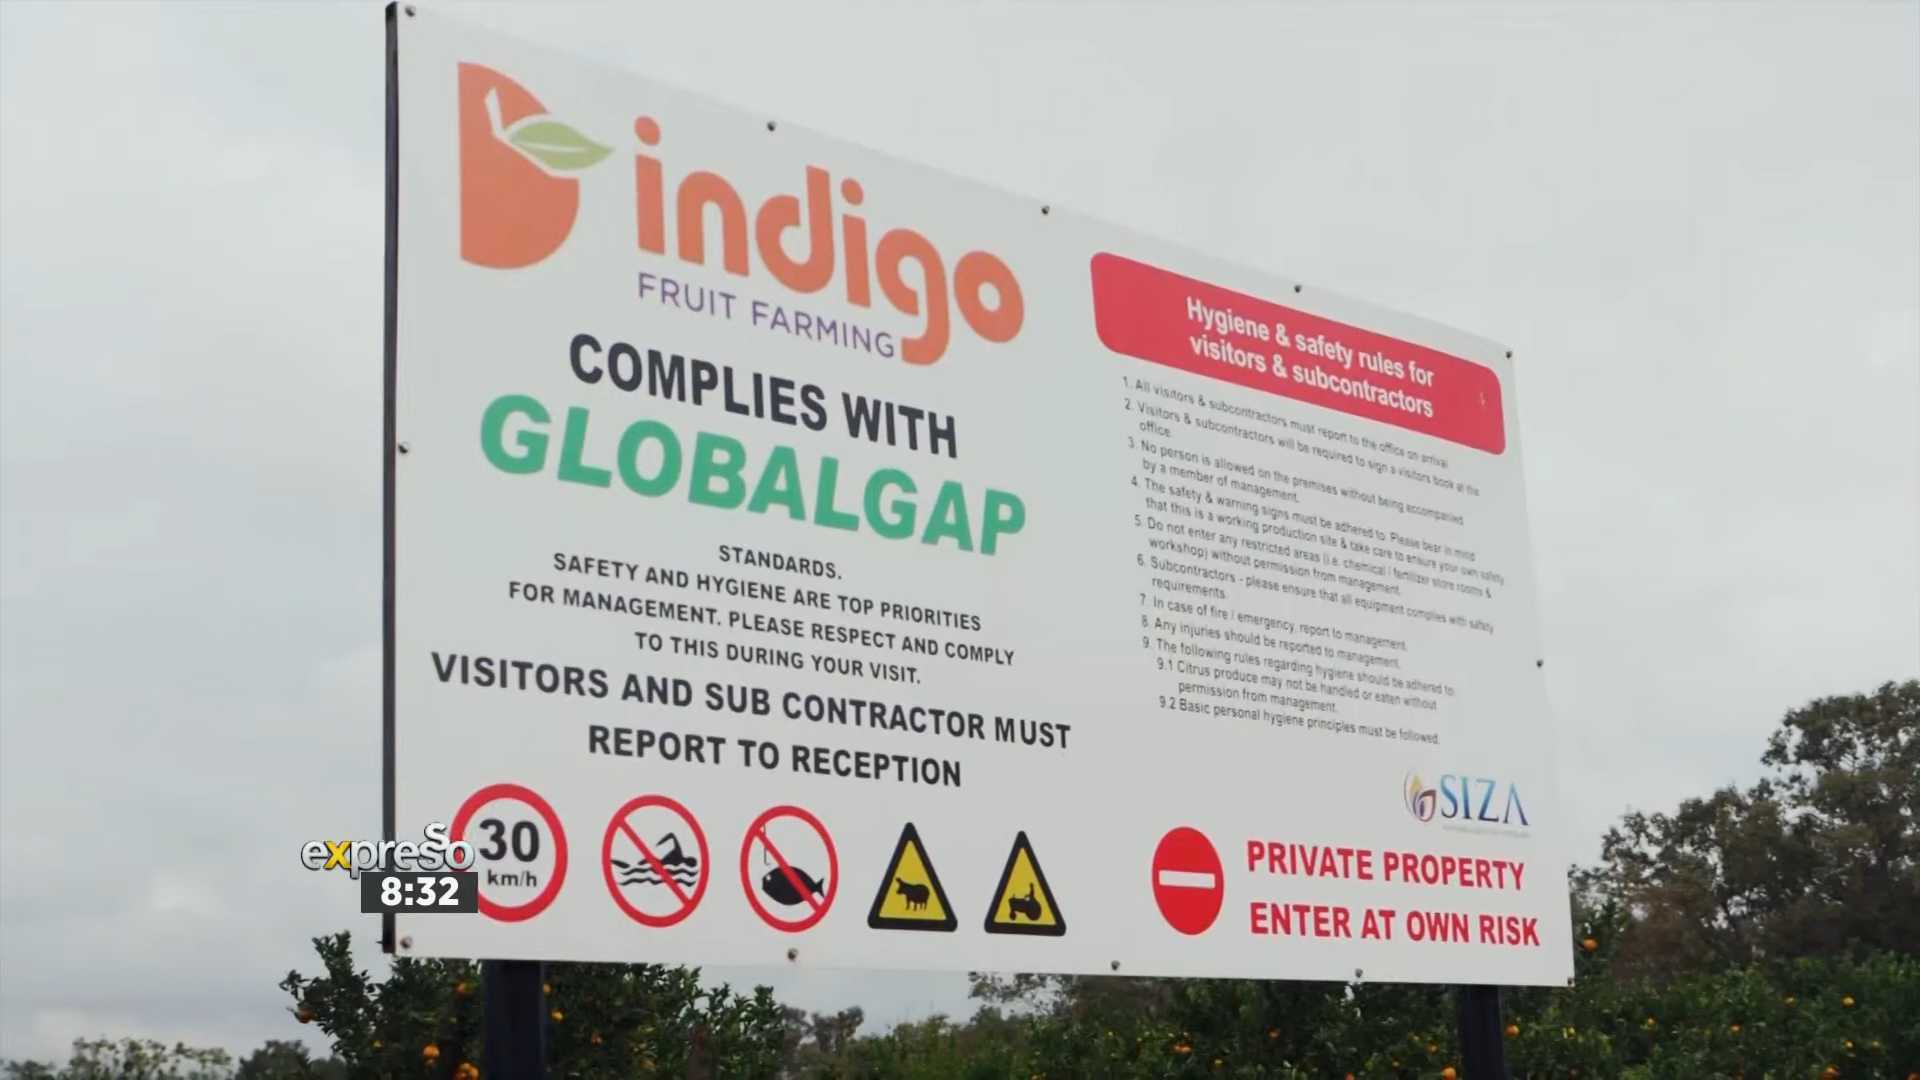 indigo
FRUIT FARMING
COMPLIES WITH
GLOBALGAP
STANDARDS.
SAFETY AND HYGIENE ARE TOP PRIORITIES
FOR MANAGEMENT. PLEASE RESPECT AND COMPLY
TO THIS DURING YOUR VISIT.
VISITORS AND SUB CONTRACTOR MUST
REPORT TO RECEPTION
30
km/h
Hygiene & safety rules for
visitors & subcontractors
1. All visitors & subcontractors must report to the office on arrival
2. Visitors & subcontractors will be required to sign a visitors book at the
office.
3. No person is allowed on the premises without being accompanied
by a member of management.
4. The safety & warning signs must be adhered to. Please bear in mind
that this is a working production site & take care to ensure your own safety
5. Do not enter any restricted areas (i.e. chemical / fertilizer store rooms &
workshop) without permission from management.
6. Subcontractors - please ensure that all equipment complies with safety
requirements.
7. In case of fire / emergency, report to management.
8. Any injuries should be reported to management.
9. The following rules regarding hygiene should be adhered to:
9.1 Citrus produce may not be handled or eaten without
permission from management.
9.2 Basic personal hygiene principles must be followed.
SIZA
PRIVATE PROPERTY
ENTER AT OWN RISK
expresso
8:32